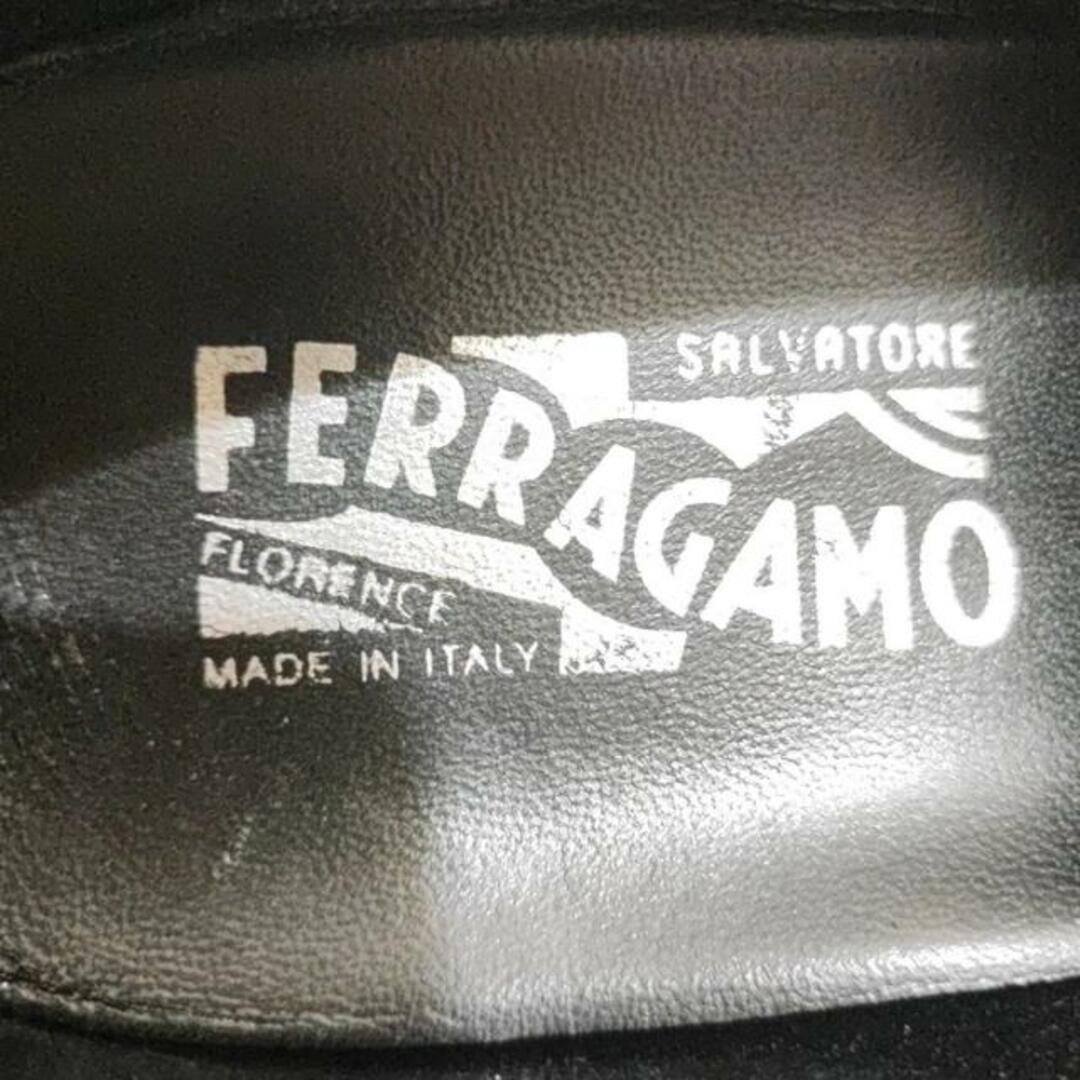 SALVATORE
FERRAGAMO
FLORENCE
MADE IN ITALY